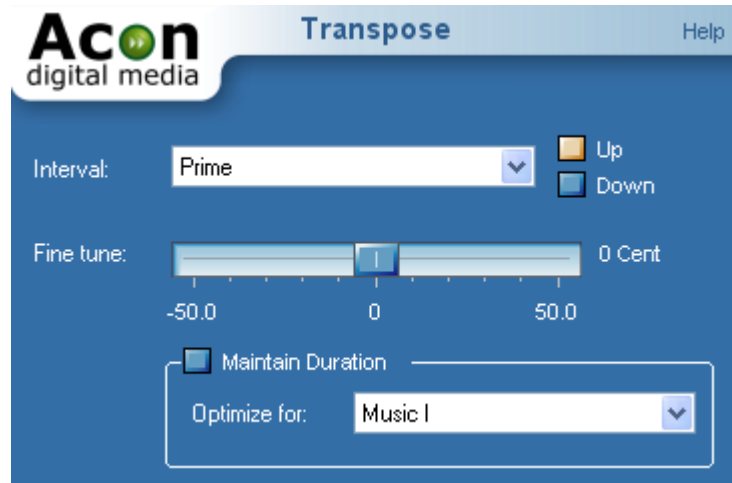 Acon
digital media
Transpose
Help
Interval:
Prime
Up
Down
Fine tune:
0 Cent
-50.0 0 50.0
Maintain Duration
Optimize for:
Music I